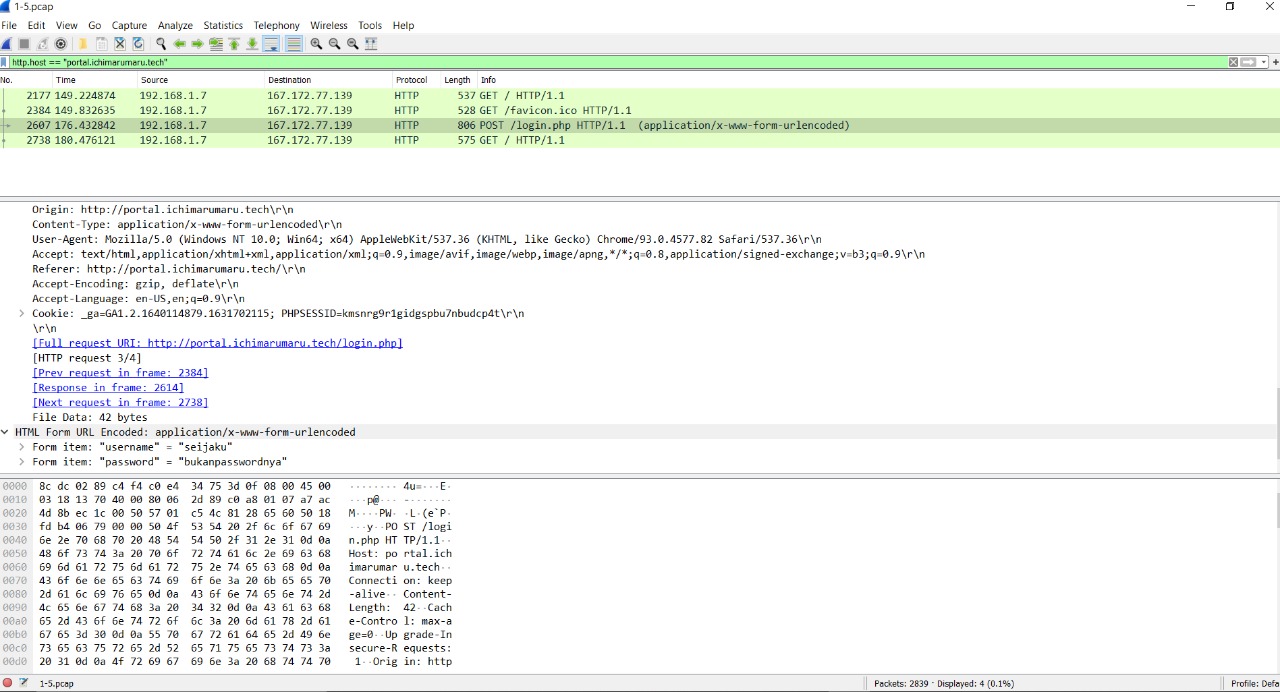 1-5.pcap
File Edit View Go Capture Analyze Statistics Telephony Wireless Tools Help
http.host == "portal.ichimarumaru.tech"
No. Time Source Destination Protocol Length Info
2177 149.224874 192.168.1.7 167.172.77.139 HTTP 537 GET / HTTP/1.1
2384 149.832635 192.168.1.7 167.172.77.139 HTTP 528 GET /favicon.ico HTTP/1.1
2607 176.432842 192.168.1.7 167.172.77.139 HTTP 806 POST /login.php HTTP/1.1 (application/x-www-form-urlencoded)
2738 180.476121 192.168.1.7 167.172.77.139 HTTP 575 GET / HTTP/1.1
Origin: http://portal.ichimarumaru.tech\r\n
Content-Type: application/x-www-form-urlencoded\r\n
User-Agent: Mozilla/5.0 (Windows NT 10.0; Win64; x64) AppleWebKit/537.36 (KHTML, like Gecko) Chrome/93.0.4577.82 Safari/537.36\r\n
Accept: text/html,application/xhtml+xml,application/xml;q=0.9,image/avif,image/webp,image/apng,*/*;q=0.8,application/signed-exchange;v=b3;q=0.9\r\n
Referer: http://portal.ichimarumaru.tech/\r\n
Accept-Encoding: gzip, deflate\r\n
Accept-Language: en-US,en;q=0.9\r\n
Cookie: _ga=GA1.2.1640114879.1631702115; PHPSESSID=kmsnrg9r1gidgspbu7nbudcp4t\r\n
\r\n
[Full request URI: http://portal.ichimarumaru.tech/login.php]
[HTTP request 3/4]
[Prev request in frame: 2384]
[Response in frame: 2614]
[Next request in frame: 2738]
File Data: 42 bytes
HTML Form URL Encoded: application/x-www-form-urlencoded
Form item: "username" = "seijaku"
Form item: "password" = "bukanpasswordnya"
0000 8c dc 02 89 c4 f4 c0 e4 34 75 3d 0f 08 00 45 00 ········ 4u=···E·
0010 03 18 13 70 40 00 80 06 2d 89 c0 a8 01 07 a7 ac ···p@··· -·······
0020 4d 8b ec 1c 00 50 57 01 c5 4c 81 28 65 60 50 18 M····PW· ·L·(e`P·
0030 fd b4 06 79 00 00 50 4f 53 54 20 2f 6c 6f 67 69 ···y··PO ST /logi
0040 6e 2e 70 68 70 20 48 54 54 50 2f 31 2e 31 0d 0a n.php HT TP/1.1··
0050 48 6f 73 74 3a 20 70 6f 72 74 61 6c 2e 69 63 68 Host: po rtal.ich
0060 69 6d 61 72 75 6d 61 72 75 2e 74 65 63 68 0d 0a imarumar u.tech··
0070 43 6f 6e 6e 65 63 74 69 6f 6e 3a 20 6b 65 65 70 Connecti on: keep
0080 2d 61 6c 69 76 65 0d 0a 43 6f 6e 74 65 6e 74 2d -alive·· Content-
0090 4c 65 6e 67 74 68 3a 20 34 32 0d 0a 43 61 63 68 Length: 42··Cach
00a0 65 2d 43 6f 6e 74 72 6f 6c 3a 20 6d 61 78 2d 61 e-Contro l: max-a
00b0 67 65 3d 30 0d 0a 55 70 67 72 61 64 65 2d 49 6e ge=0··Up grade-In
00c0 73 65 63 75 72 65 2d 52 65 71 75 65 73 74 73 3a secure-R equests:
00d0 20 31 0d 0a 4f 72 69 67 69 6e 3a 20 68 74 74 70 1··Orig in: http
1-5.pcap Packets: 2839 · Displayed: 4 (0.1%) Profile: Defa